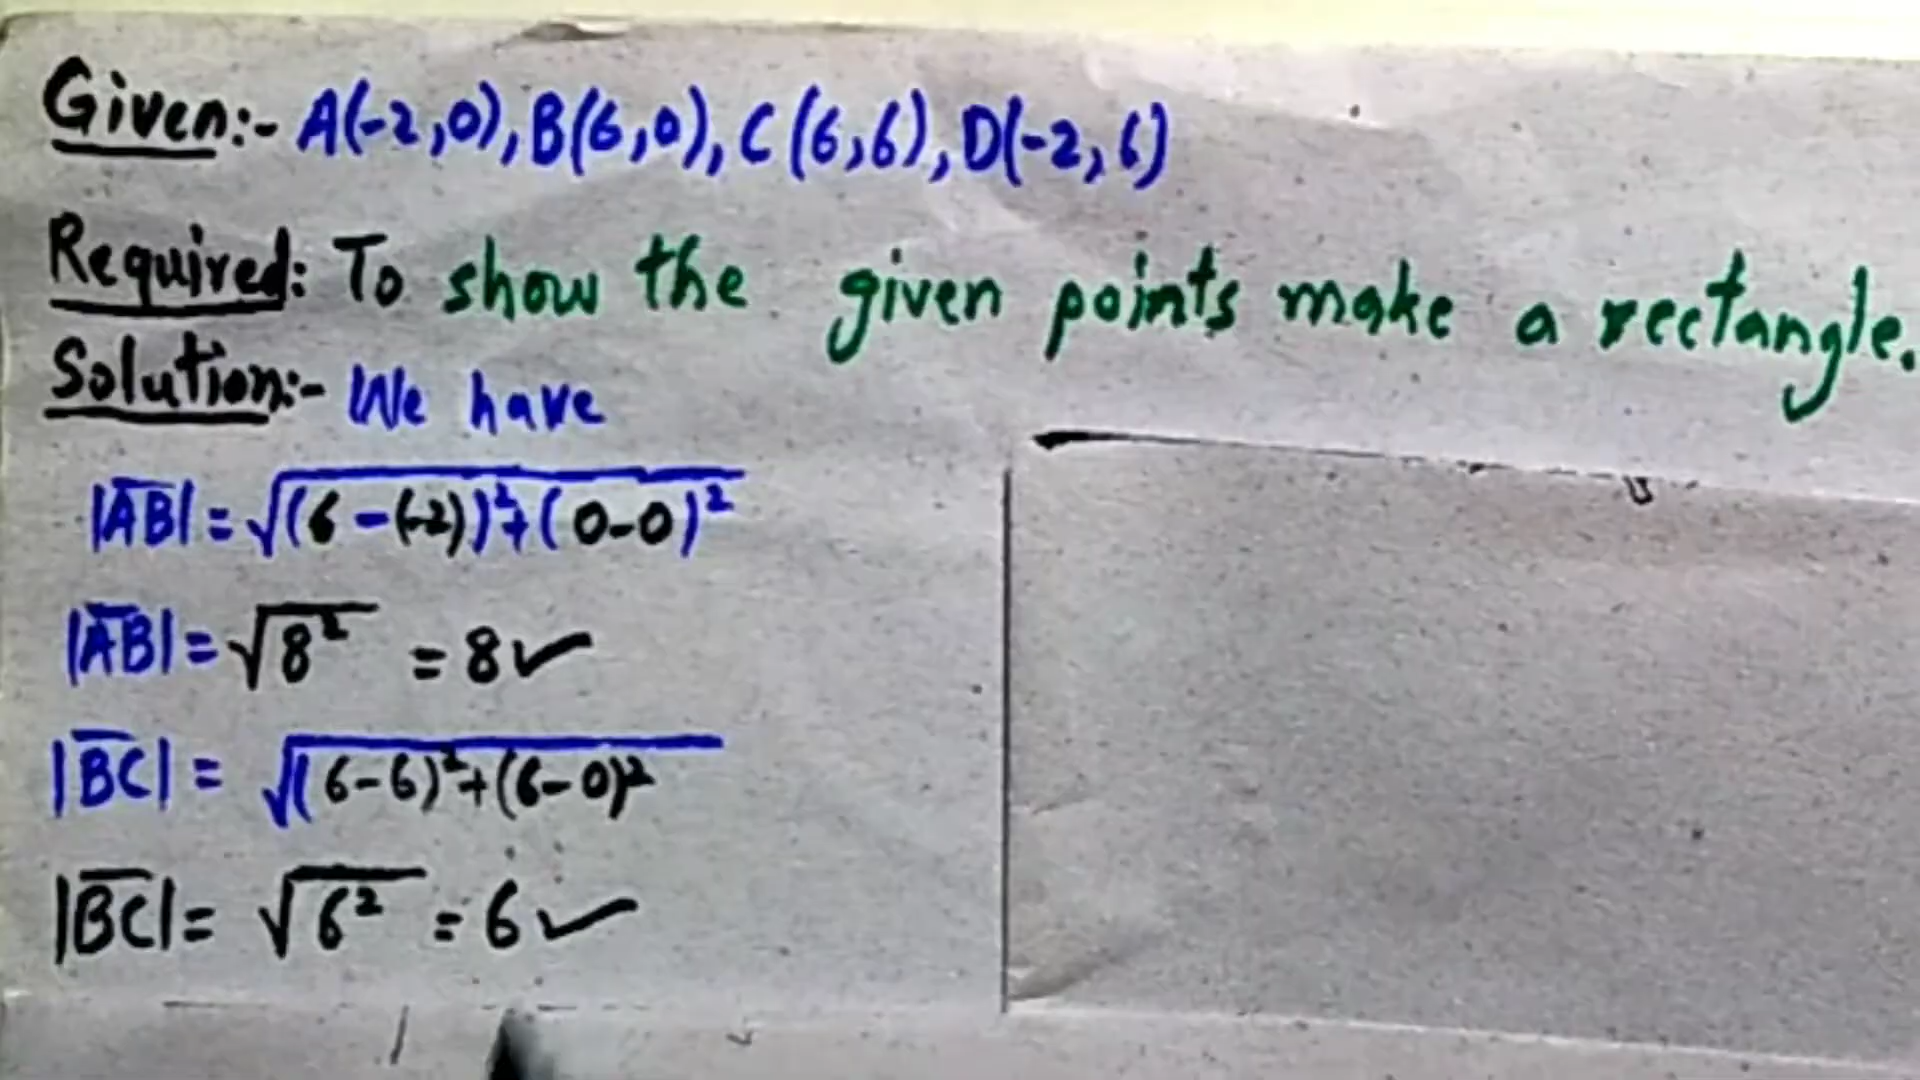 Given:- A(-2,0), B(6,0), C(6,6), D(-2,6)
Required: To show the given points make a rectangle.
Solution:- We have
|AB| = √(6-(-2))²+(0-0)²
|AB| = √8² = 8✓
|BC| = √(6-6)²+(6-0)²
|BC| = √6² = 6✓